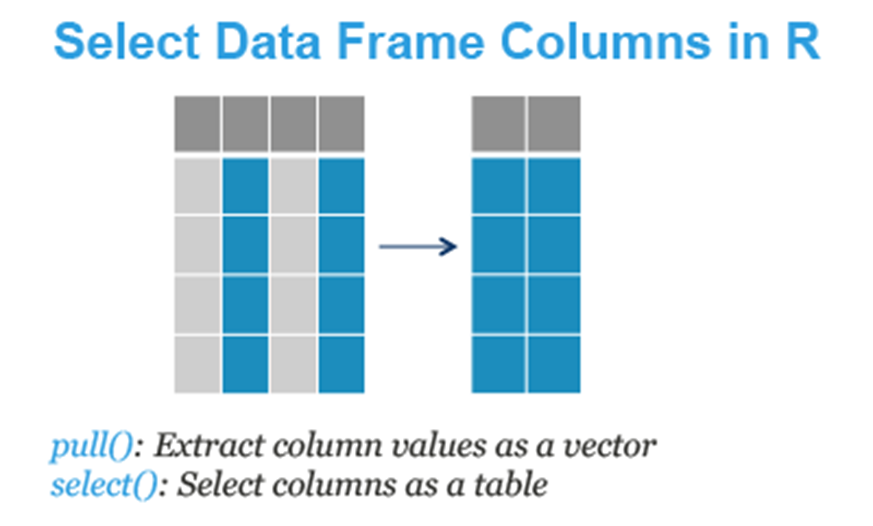 Select Data Frame Columns in R
pull(): Extract column values as a vector
select(): Select columns as a table